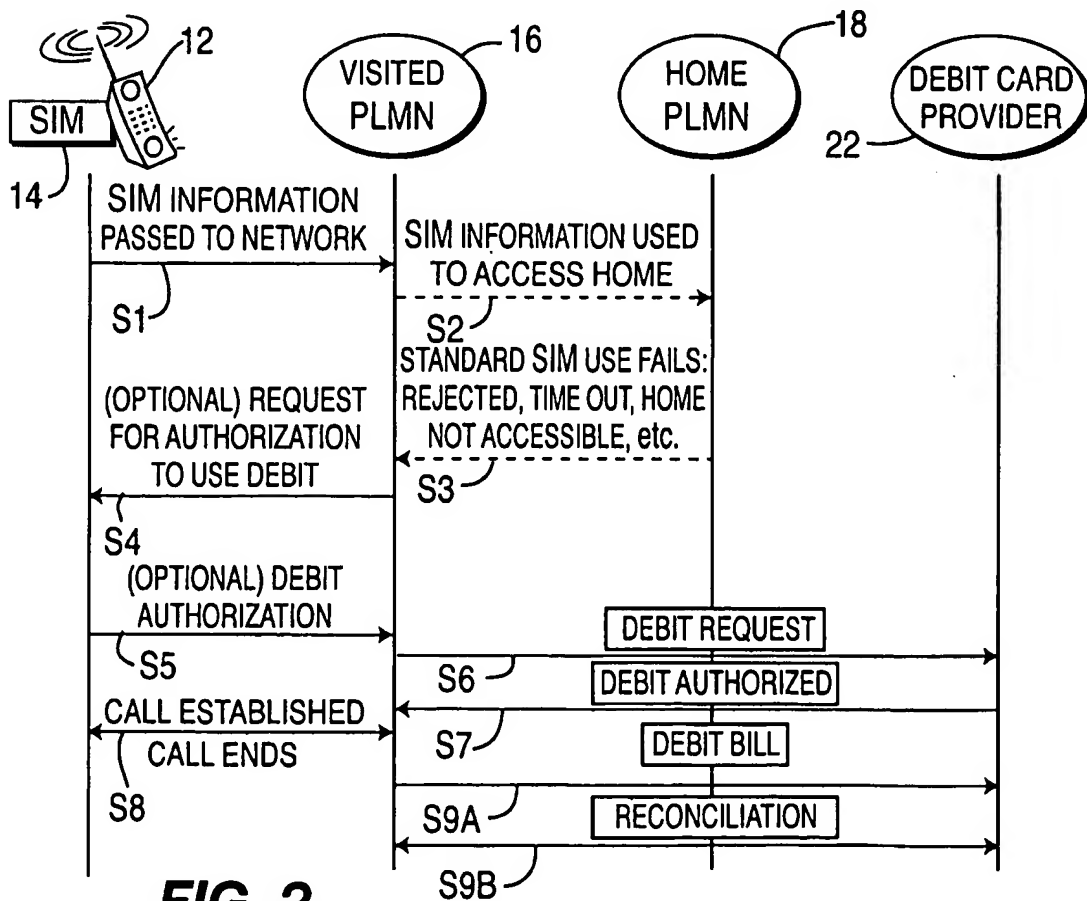 12
16
18
VISITED
PLMN
HOME
PLMN
DEBIT CARD
PROVIDER
SIM
14
22
SIM INFORMATION
PASSED TO NETWORK
S1
SIM INFORMATION USED
TO ACCESS HOME
S2
STANDARD SIM USE FAILS:
REJECTED, TIME OUT, HOME
NOT ACCESSIBLE, etc.
S3
(OPTIONAL) REQUEST
FOR AUTHORIZATION
TO USE DEBIT
S4
(OPTIONAL) DEBIT
AUTHORIZATION
S5
DEBIT REQUEST
S6
DEBIT AUTHORIZED
S7
CALL ESTABLISHED
CALL ENDS
S8
DEBIT BILL
S9A
RECONCILIATION
S9B
FIG. 2